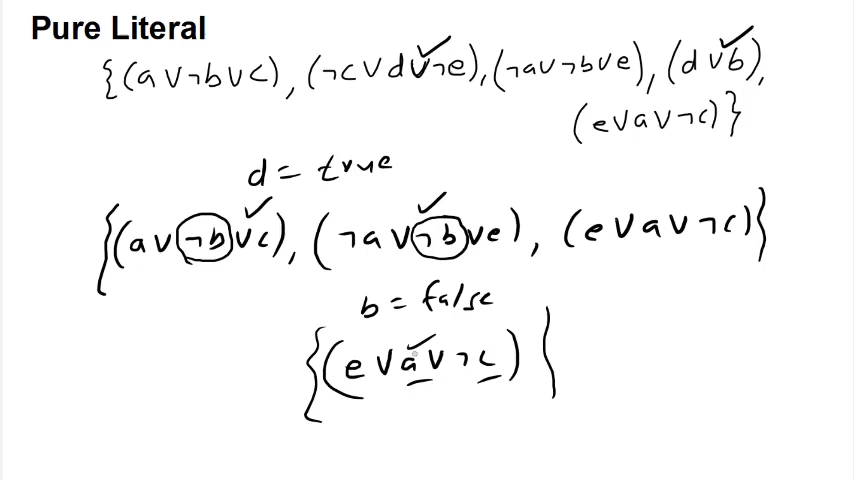 Pure Literal
{(a ∨ ¬b ∨ c), (¬c ∨ d ∨ ¬e), (¬a ∨ ¬b ∨ e), (d ∨ b),
(e ∨ a ∨ ¬c)}
d = true
{(a ∨ ¬b ∨ c), (¬a ∨ ¬b ∨ e), (e ∨ a ∨ ¬c)}
b = false
{(e ∨ a ∨ ¬c)}